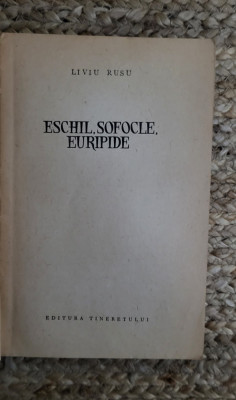 LIVIU RUSU
ESCHIL, SOFOCLE,
EURIPIDE
EDITURA TINERETULUI